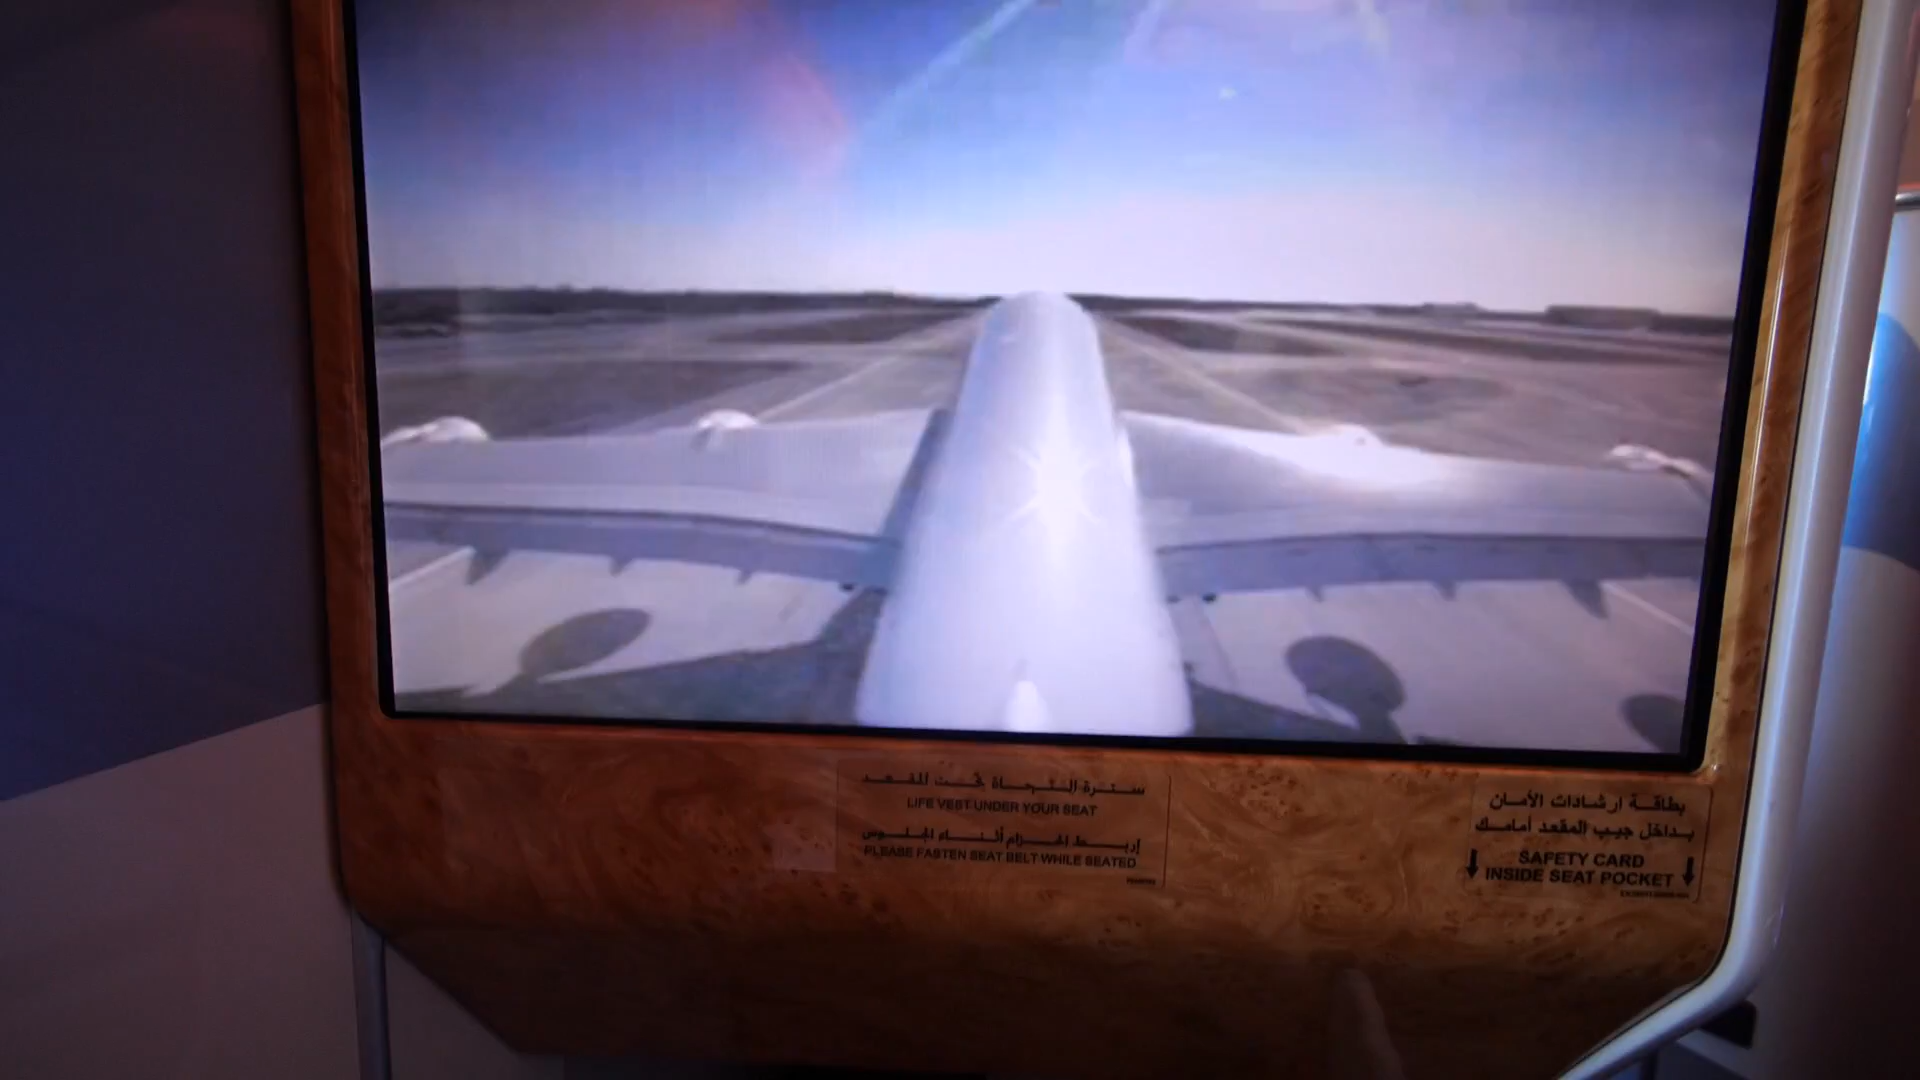 سترة النجاة تحت المقعد
LIFE VEST UNDER YOUR SEAT
إربط الحزام أثناء الجلوس
PLEASE FASTEN SEAT BELT WHILE SEATED
بطاقة ارشادات الأمان
بداخل جيب المقعد أمامك
SAFETY CARD
INSIDE SEAT POCKET